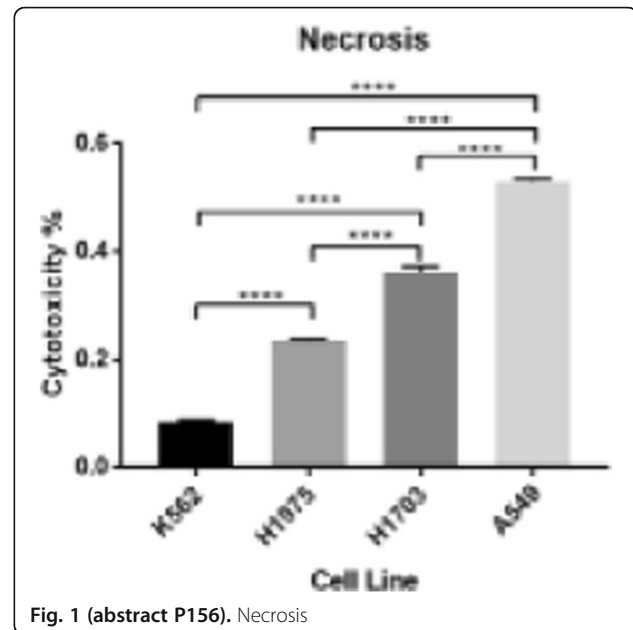 Necrosis
****
****
****
****
****
****
Cytotoxicity %
0.6
0.4
0.2
0.0
K562
H1975
H1703
A549
Cell Line
Fig. 1 (abstract P156). Necrosis